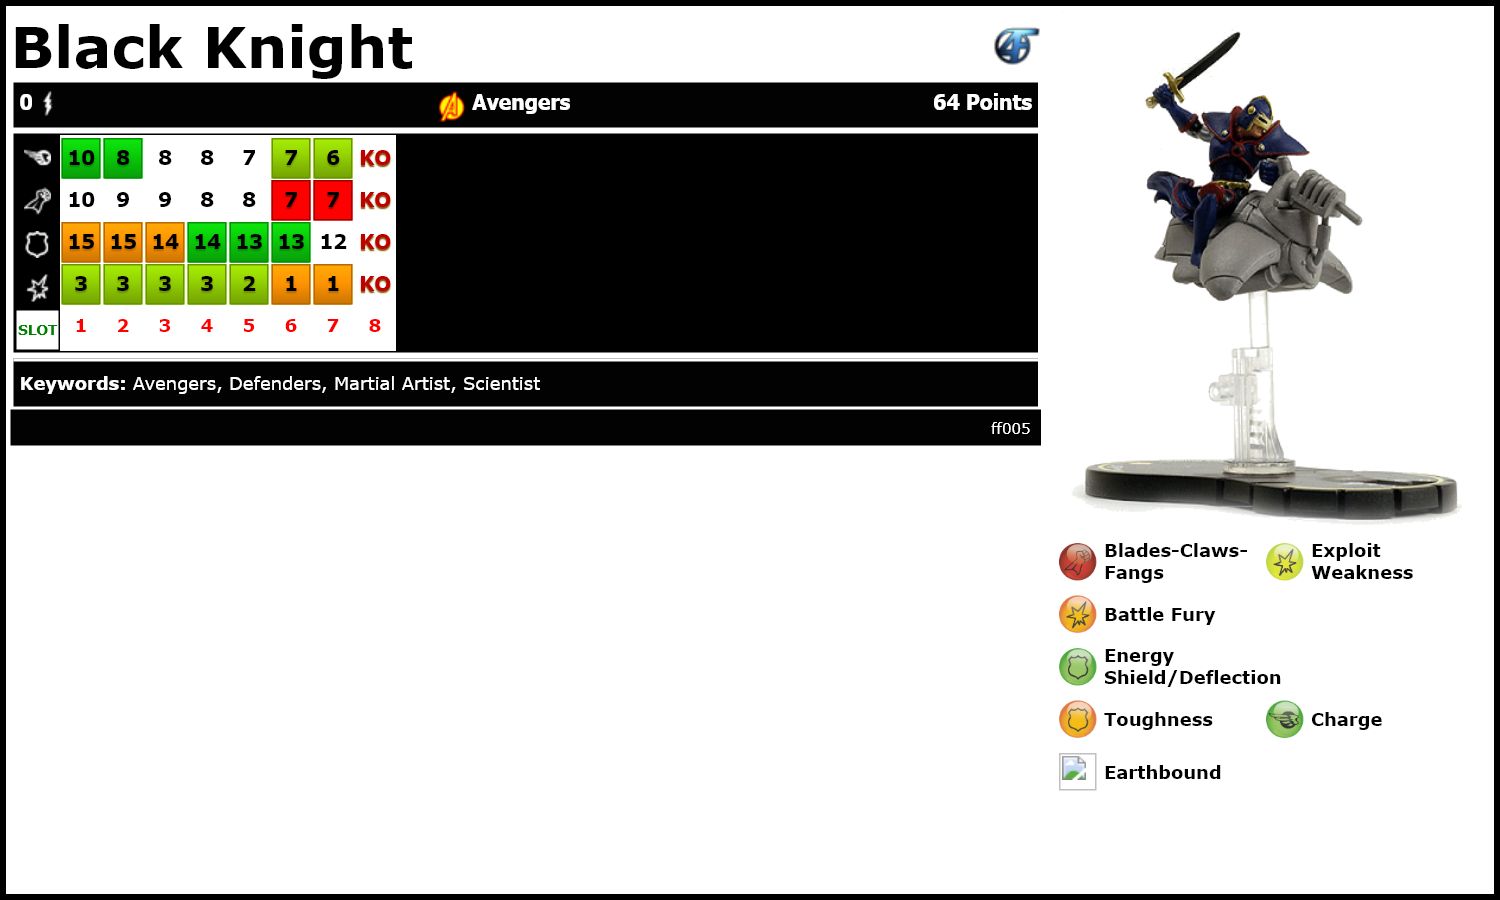 Black Knight
0 Avengers 64 Points
10 8 8 8 7 7 6 KO
10 9 9 8 8 7 7 KO
15 15 14 14 13 13 12 KO
3 3 3 3 2 1 1 KO
SLOT 1 2 3 4 5 6 7 8
Keywords: Avengers, Defenders, Martial Artist, Scientist
ff005
Blades-Claws-
Fangs
Exploit
Weakness
Battle Fury
Energy
Shield/Deflection
Toughness
Charge
Earthbound